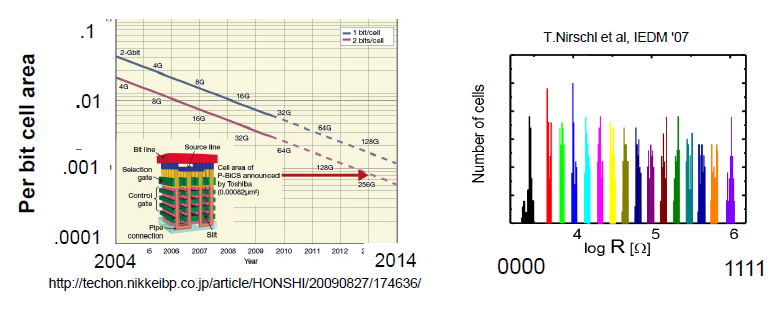 .1
.01
.001
.0001
Per bit cell area
1 bit/cell
2 bits/cell
2-Gbit
4G
8G
16G
32G
64G
128G
4G
8G
16G
32G
64G
128G
256G
Bit line
Source line
Selection
gate
Control
gate
Pipe
connection
Slit
Cell area of
P-BiCS announced
by Toshiba
(0.00082μm²)
2004
5
2006
2007
2008
2009
2010
2011
2012
2
2014
Year
http://techon.nikkeibp.co.jp/article/HONSHI/20090827/174636/
T.Nirschl et al, IEDM '07
Number of cells
4
5
6
log R [Ω]
0000
1111